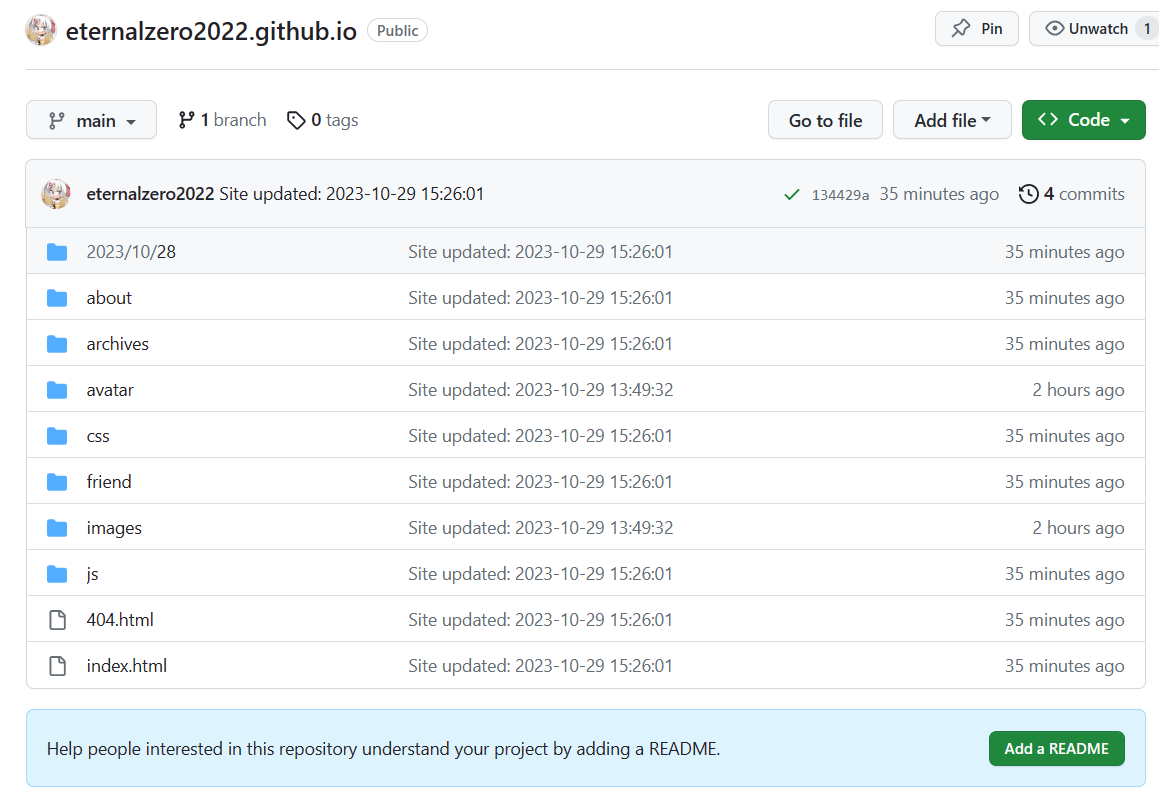 eternalzero2022.github.io Public Pin Unwatch 1
main 1 branch 0 tags Go to file Add file Code
eternalzero2022 Site updated: 2023-10-29 15:26:01 134429a 35 minutes ago 4 commits
2023/10/28 Site updated: 2023-10-29 15:26:01 35 minutes ago
about Site updated: 2023-10-29 15:26:01 35 minutes ago
archives Site updated: 2023-10-29 15:26:01 35 minutes ago
avatar Site updated: 2023-10-29 13:49:32 2 hours ago
css Site updated: 2023-10-29 15:26:01 35 minutes ago
friend Site updated: 2023-10-29 15:26:01 35 minutes ago
images Site updated: 2023-10-29 13:49:32 2 hours ago
js Site updated: 2023-10-29 15:26:01 35 minutes ago
404.html Site updated: 2023-10-29 15:26:01 35 minutes ago
index.html Site updated: 2023-10-29 15:26:01 35 minutes ago
Help people interested in this repository understand your project by adding a README. Add a README